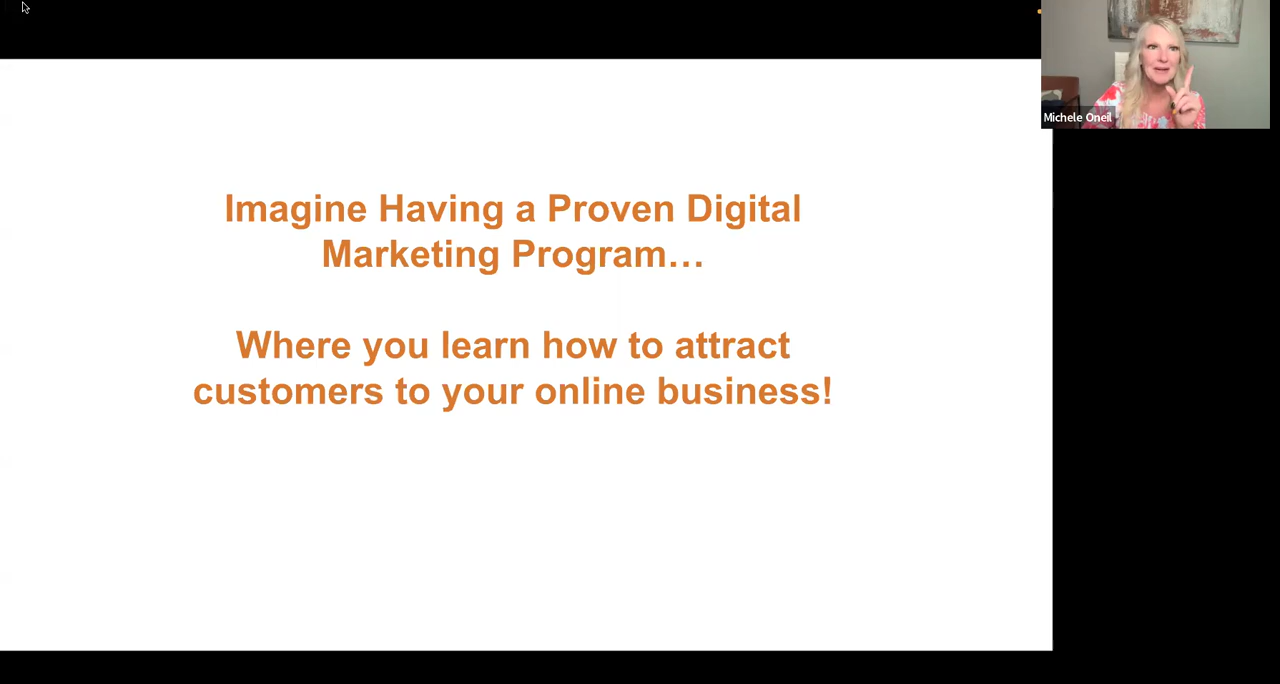 Michele Oneil
Imagine Having a Proven Digital
Marketing Program…
Where you learn how to attract
customers to your online business!